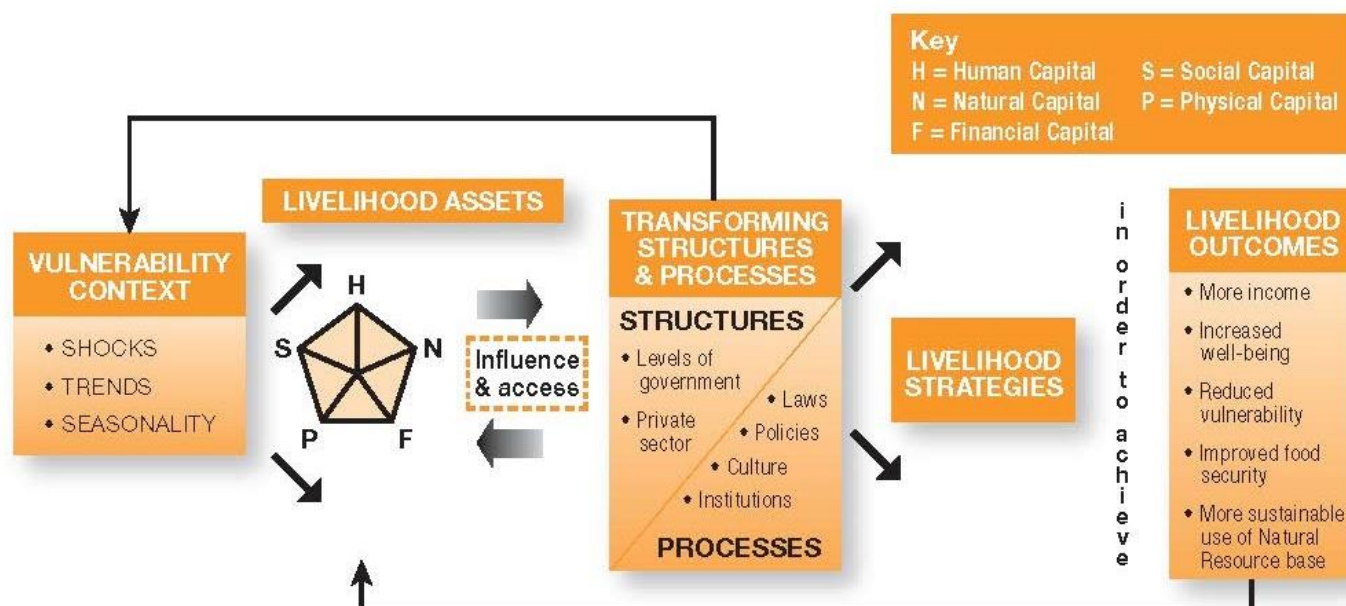 Key
H = Human Capital
S = Social Capital
N = Natural Capital
P = Physical Capital
F = Financial Capital
LIVELIHOOD ASSETS
VULNERABILITY
CONTEXT
• SHOCKS
• TRENDS
• SEASONALITY
H
S
N
P
F
Influence
& access
TRANSFORMING
STRUCTURES
& PROCESSES
STRUCTURES
• Levels of
government
• Private
sector
• Laws
• Policies
• Culture
• Institutions
PROCESSES
LIVELIHOOD
STRATEGIES
in order to achieve
LIVELIHOOD
OUTCOMES
• More income
• Increased
well-being
• Reduced
vulnerability
• Improved food
security
• More sustainable
use of Natural
Resource base